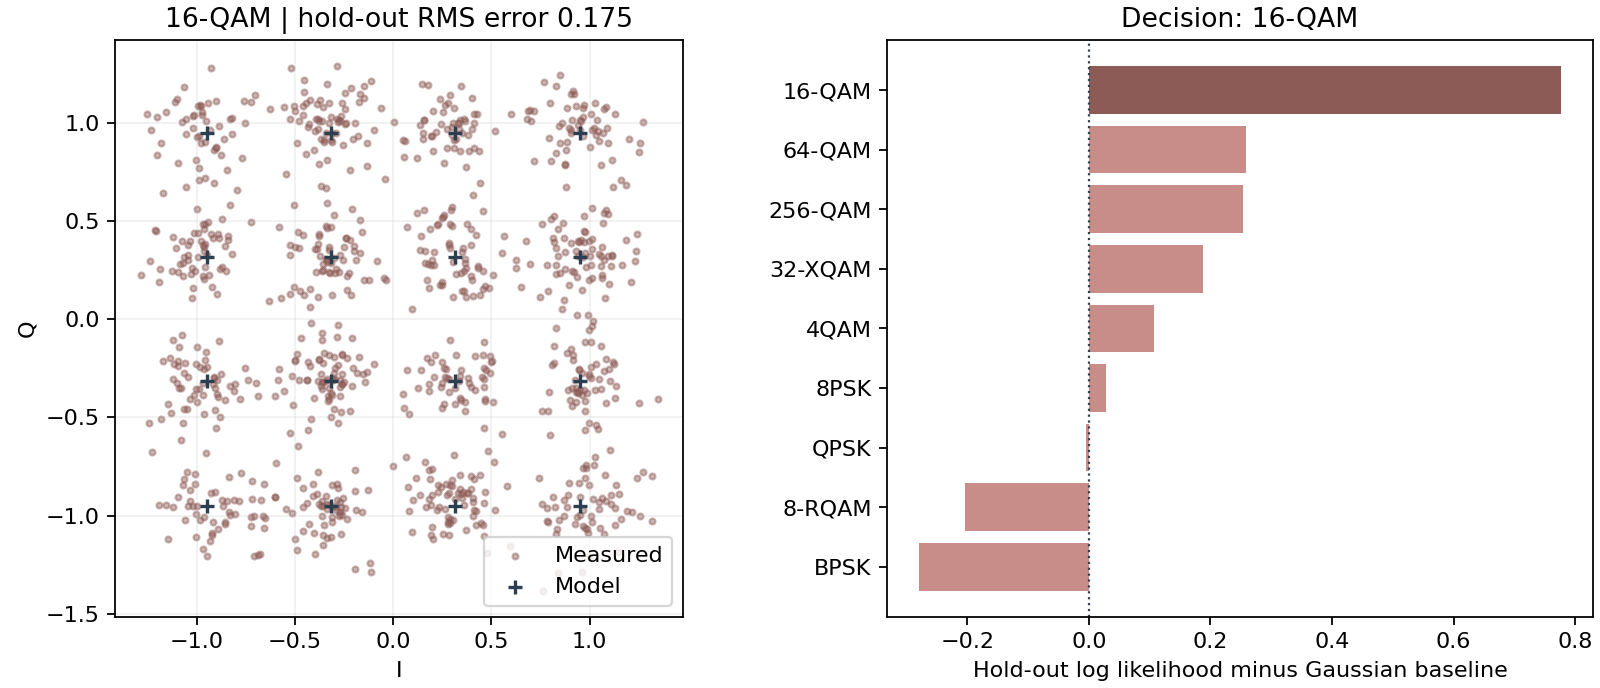 16-QAM | hold-out RMS error 0.175
1.0
0.5
0.0
−0.5
−1.0
−1.5
Q
−1.0
−0.5
0.0
0.5
1.0
I
Measured
Model
Decision: 16-QAM
16-QAM
64-QAM
256-QAM
32-XQAM
4QAM
8PSK
QPSK
8-RQAM
BPSK
−0.2
0.0
0.2
0.4
0.6
0.8
Hold-out log likelihood minus Gaussian baseline